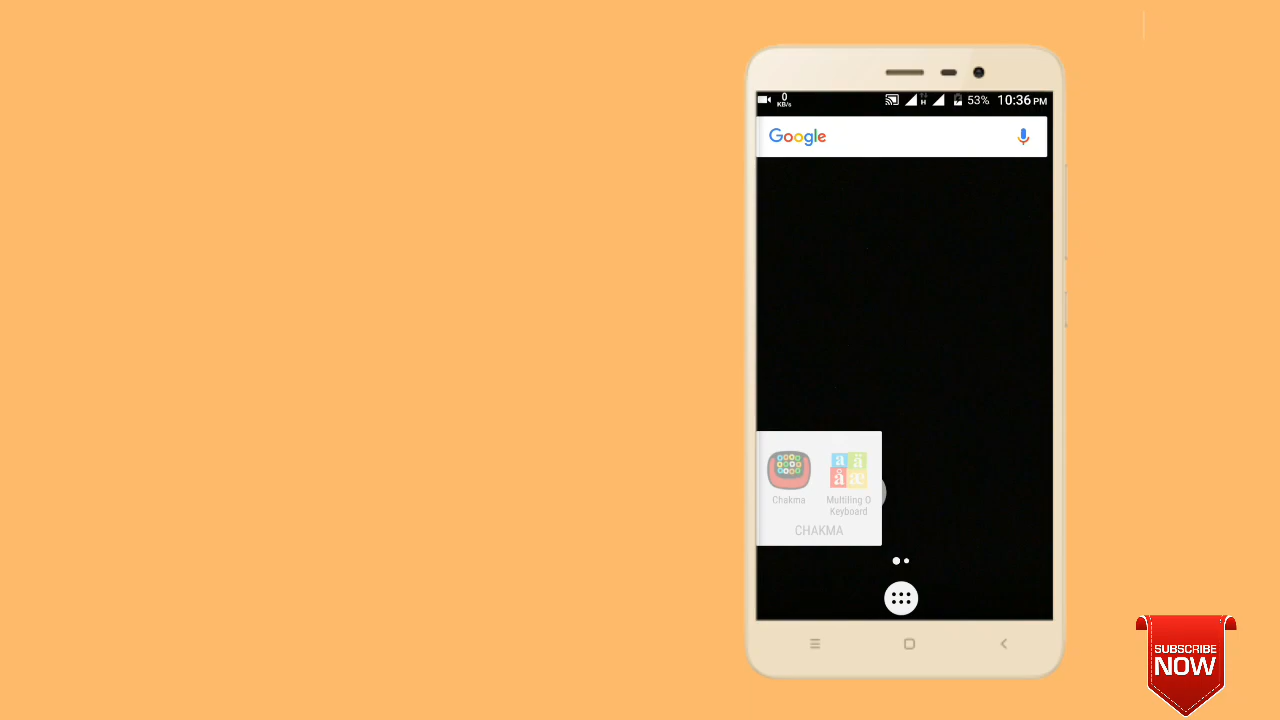 0
KB/s
H
53%
10:36 PM
Google
a ä
å æ
Chakma
Multiling O
Keyboard
CHAKMA
SUBSCRIBE
NOW